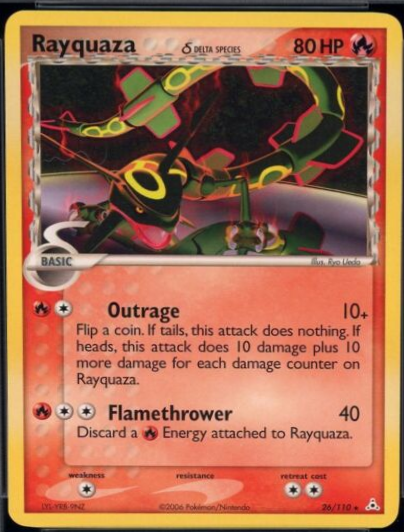 Rayquaza δ DELTA SPECIES 80 HP
BASIC
Illus. Ryo Ueda
Outrage 10+
Flip a coin. If tails, this attack does nothing. If
heads, this attack does 10 damage plus 10
more damage for each damage counter on
Rayquaza.
Flamethrower 40
Discard a Energy attached to Rayquaza.
weakness resistance retreat cost
©2006 Pokémon/Nintendo 26/110